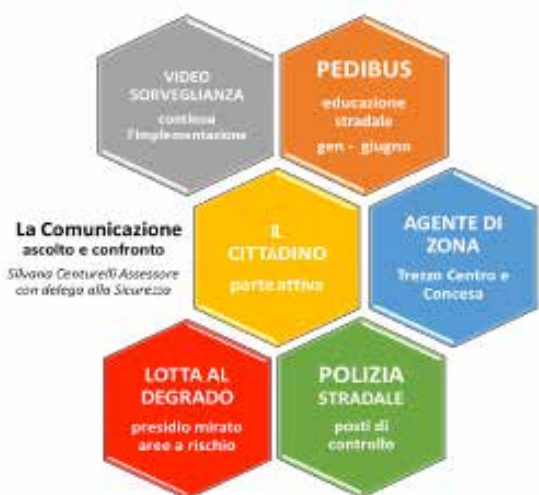 VIDEO
SORVEGLIANZA
continua
l'implementazione
PEDIBUS
educazione
stradale
gen - giugno
La Comunicazione
ascolto e confronto
Silvana Centurelli Assessore
con delega alla Sicurezza
IL
CITTADINO
parte attiva
AGENTE DI
ZONA
Trezzo Centro e
Concesa
LOTTA AL
DEGRADO
presidio mirato
aree a rischio
POLIZIA
STRADALE
posti di
controllo